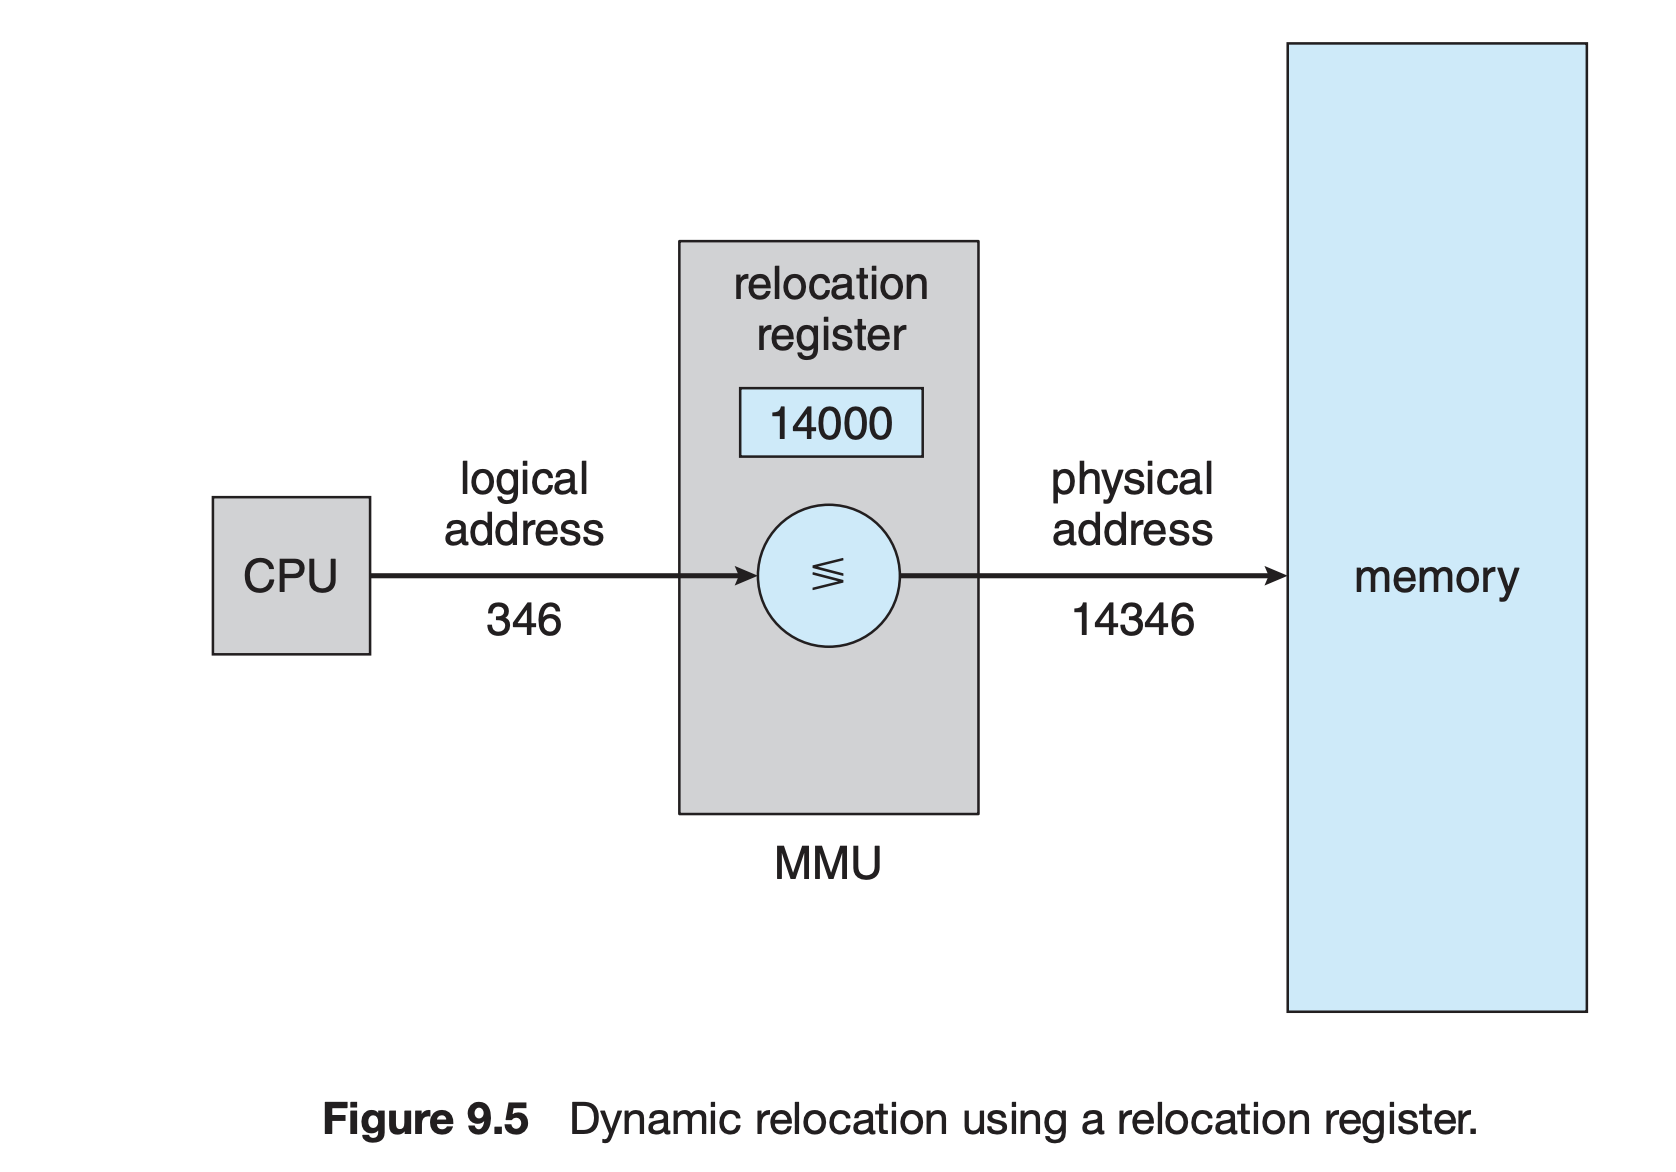 relocation
register
14000
logical
address
physical
address
CPU
⋚
memory
346
14346
MMU
Figure 9.5 Dynamic relocation using a relocation register.